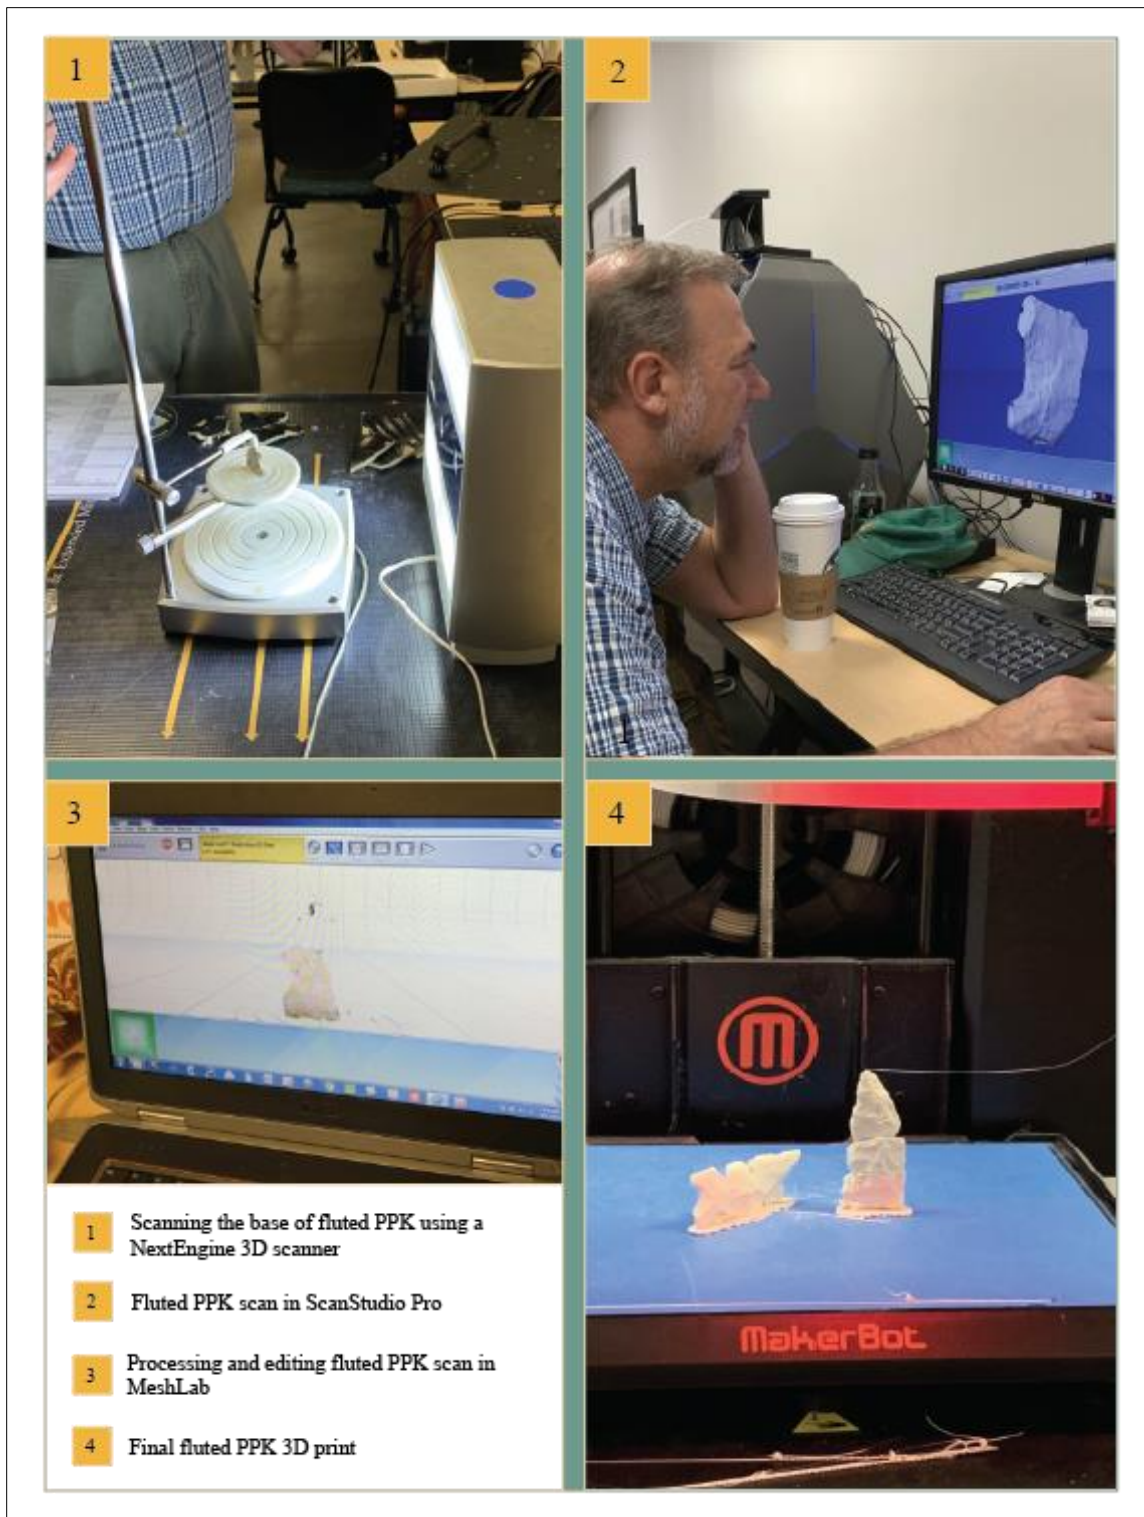 1
2
3
4
M
MakerBot
1
Scanning the base of fluted PPK using a
NextEngine 3D scanner
2
Fluted PPK scan in ScanStudio Pro
3
Processing and editing fluted PPK scan in
MeshLab
4
Final fluted PPK 3D print